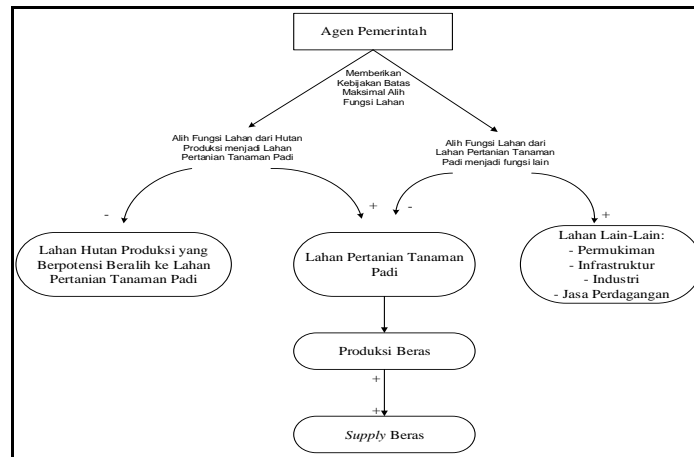 Agen Pemerintah
Memberikan
Kebijakan Batas
Maksimal Alih
Fungsi Lahan
Alih Fungsi Lahan dari Hutan
Produksi menjadi Lahan
Pertanian Tanaman Padi
Alih Fungsi Lahan dari
Lahan Pertanian Tanaman
Padi menjadi fungsi lain
-
+
-
+
Lahan Hutan Produksi yang
Berpotensi Beralih ke Lahan
Pertanian Tanaman Padi
Lahan Pertanian Tanaman
Padi
Lahan Lain-Lain:
- Permukiman
- Infrastruktur
- Industri
- Jasa Perdagangan
Produksi Beras
+
+
Supply Beras